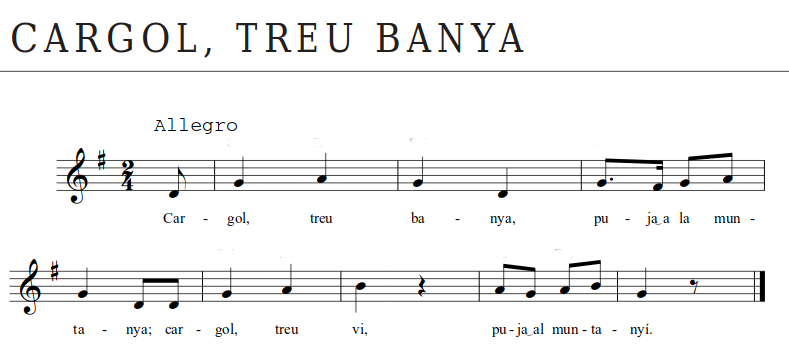 CARGOL, TREU BANYA
Allegro
2
4
Car - gol, treu ba - nya, pu - ja‿a la mun -
ta - nya; car - gol, treu vi, pu - ja‿al mun - ta - nyí.